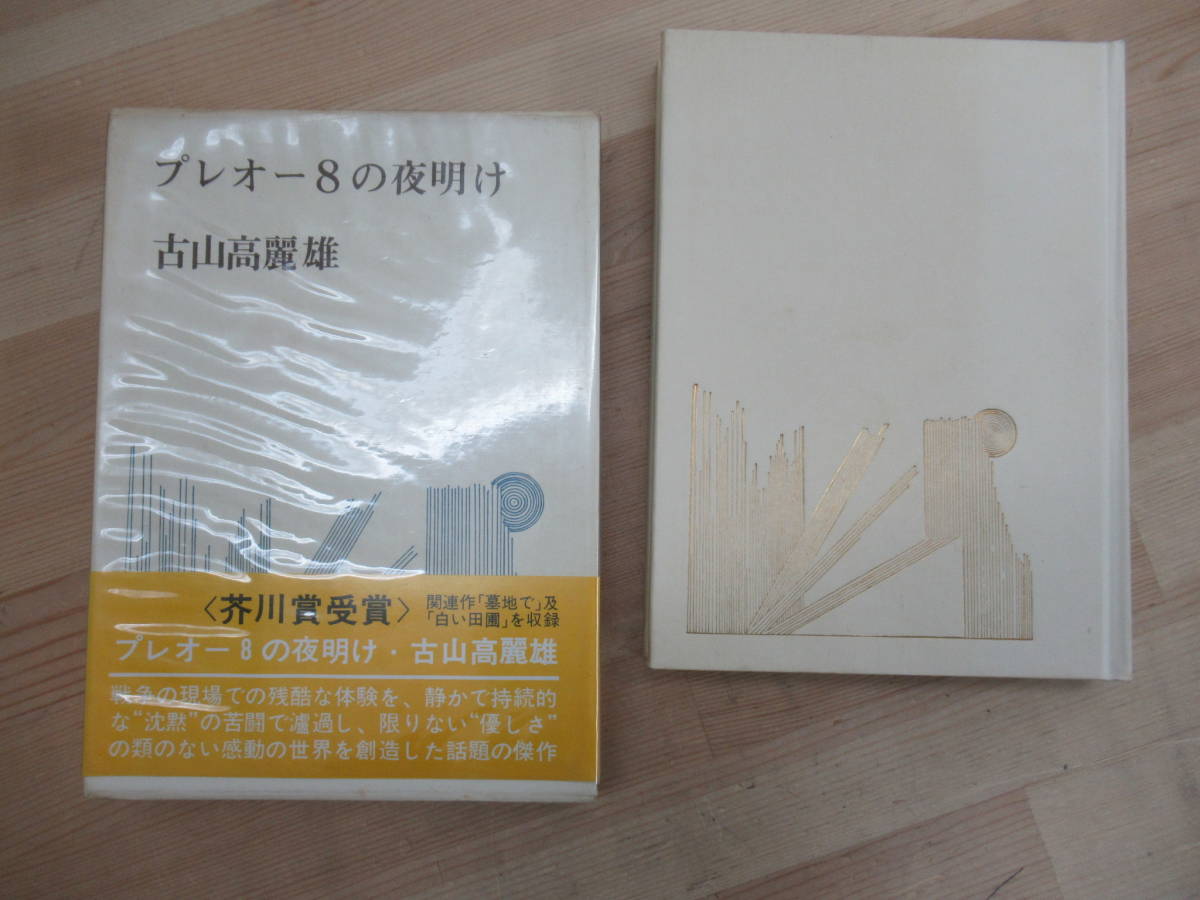 プレオー8の夜明け
古山高麗雄
〈芥川賞受賞〉
関連作「墓地で」及
「白い田圃」を収録
プレオー8の夜明け・古山高麗雄
戦争の現場での残酷な体験を、静かで持続的
な“沈黙”の苦闘で濾過し、限りない“優しさ”
の類のない感動の世界を創造した話題の傑作